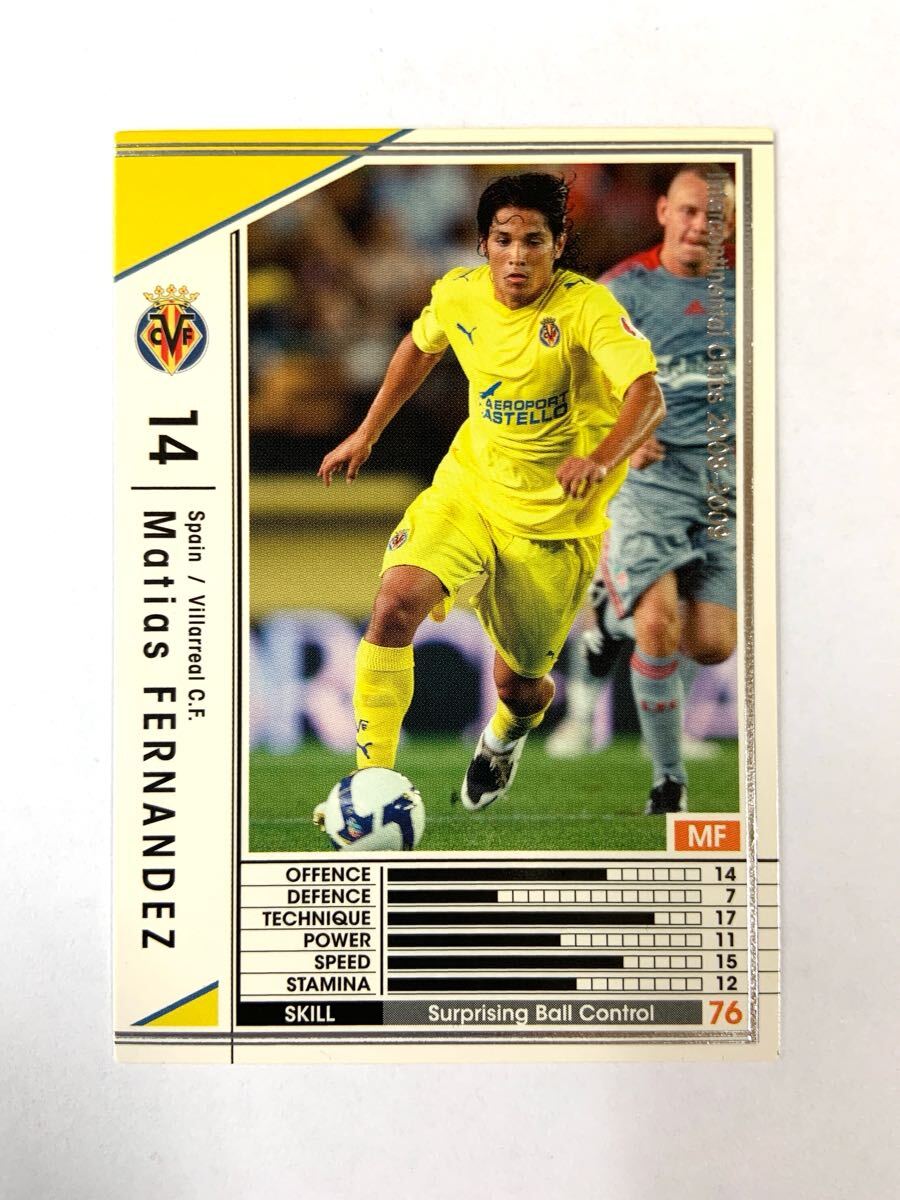 Intercontinental Clubs 2008-2009
CVF
14
Spain / Villarreal C.F.
Matias FERNANDEZ
AEROPORT
CASTELLO
MF
OFFENCE 14
DEFENCE 7
TECHNIQUE 17
POWER 11
SPEED 15
STAMINA 12
SKILL Surprising Ball Control 76